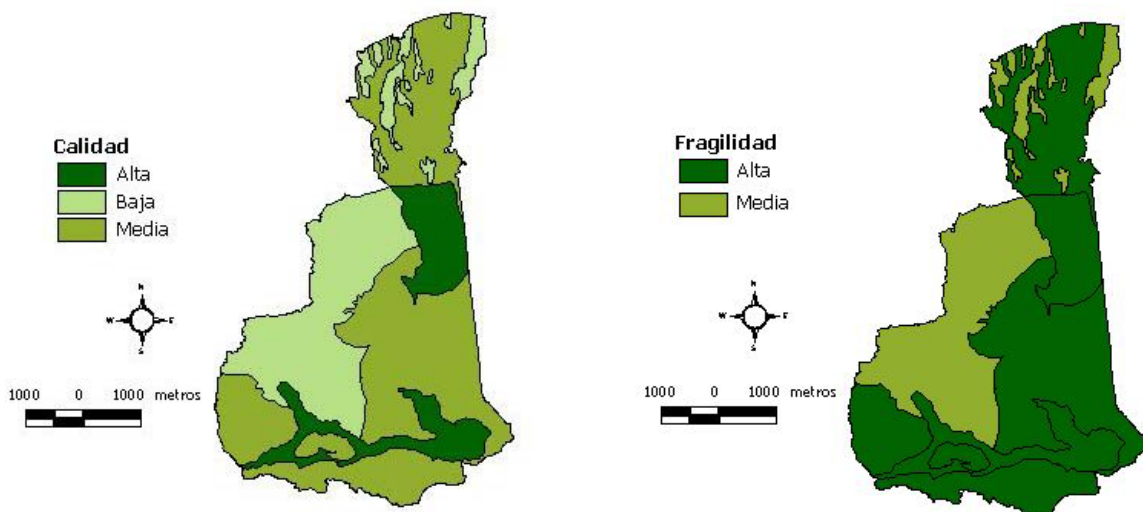 Calidad
Alta
Baja
Media
N
W E
S
1000 0 1000 metros
Fragilidad
Alta
Media
N
W E
S
1000 0 1000 metros